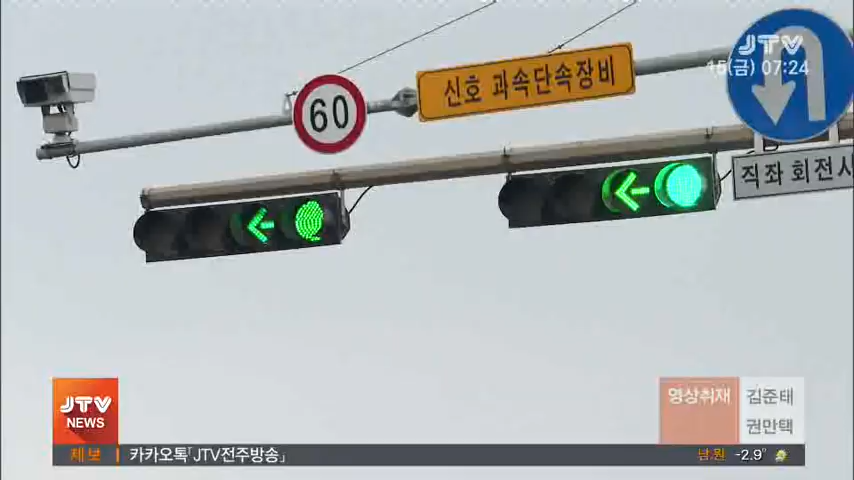 JTV
15(금) 07:24
신호 과속단속장비
60
직좌 회전시
JTV
NEWS
영상취재
김준태
권만택
제보
카카오톡「JTV전주방송」
남원 -2.9°